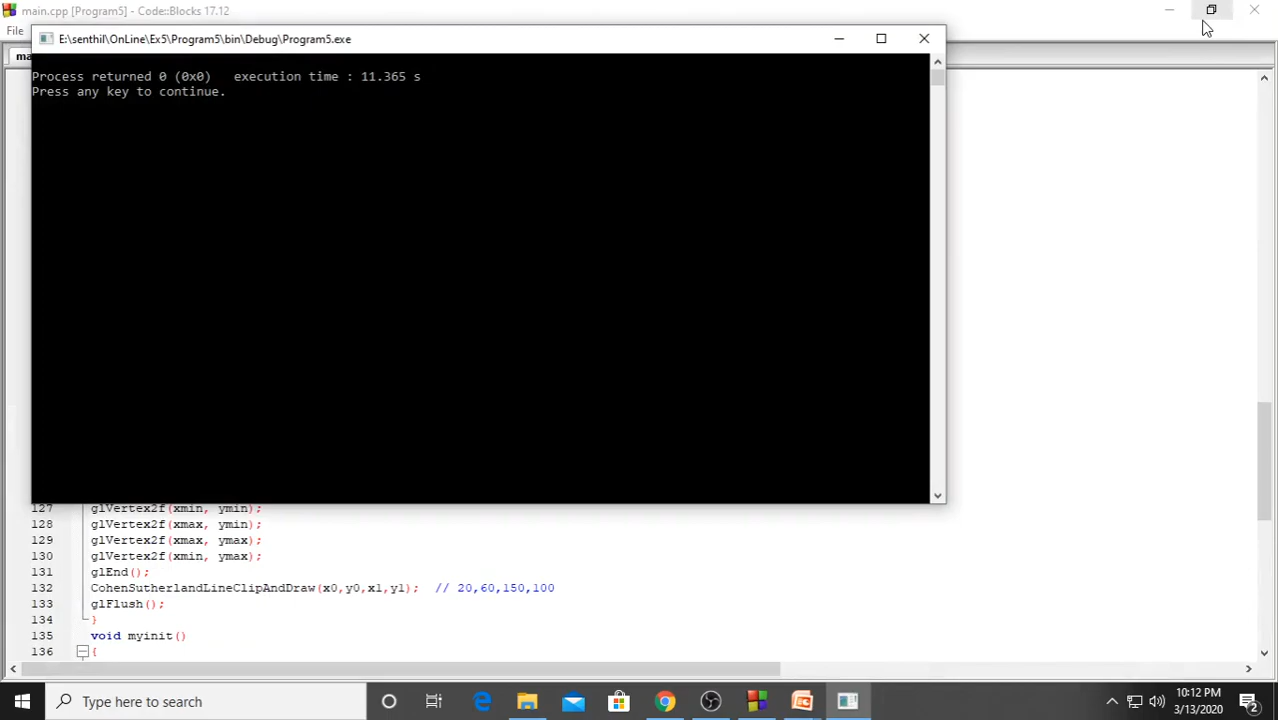 main.cpp [Program5] - Code::Blocks 17.12
File
E:\senthil\OnLine\Ex5\Program5\bin\Debug\Program5.exe
ma
Process returned 0 (0x0)   execution time : 11.365 s
Press any key to continue.
127 glVertex2f(xmin, ymin);
128 glVertex2f(xmax, ymin);
129 glVertex2f(xmax, ymax);
130 glVertex2f(xmin, ymax);
131 glEnd();
132 CohenSutherlandLineClipAndDraw(x0,y0,x1,y1);  // 20,60,150,100
133 glFlush();
134 }
135 void myinit()
136 {
Type here to search
10:12 PM
3/13/2020
2